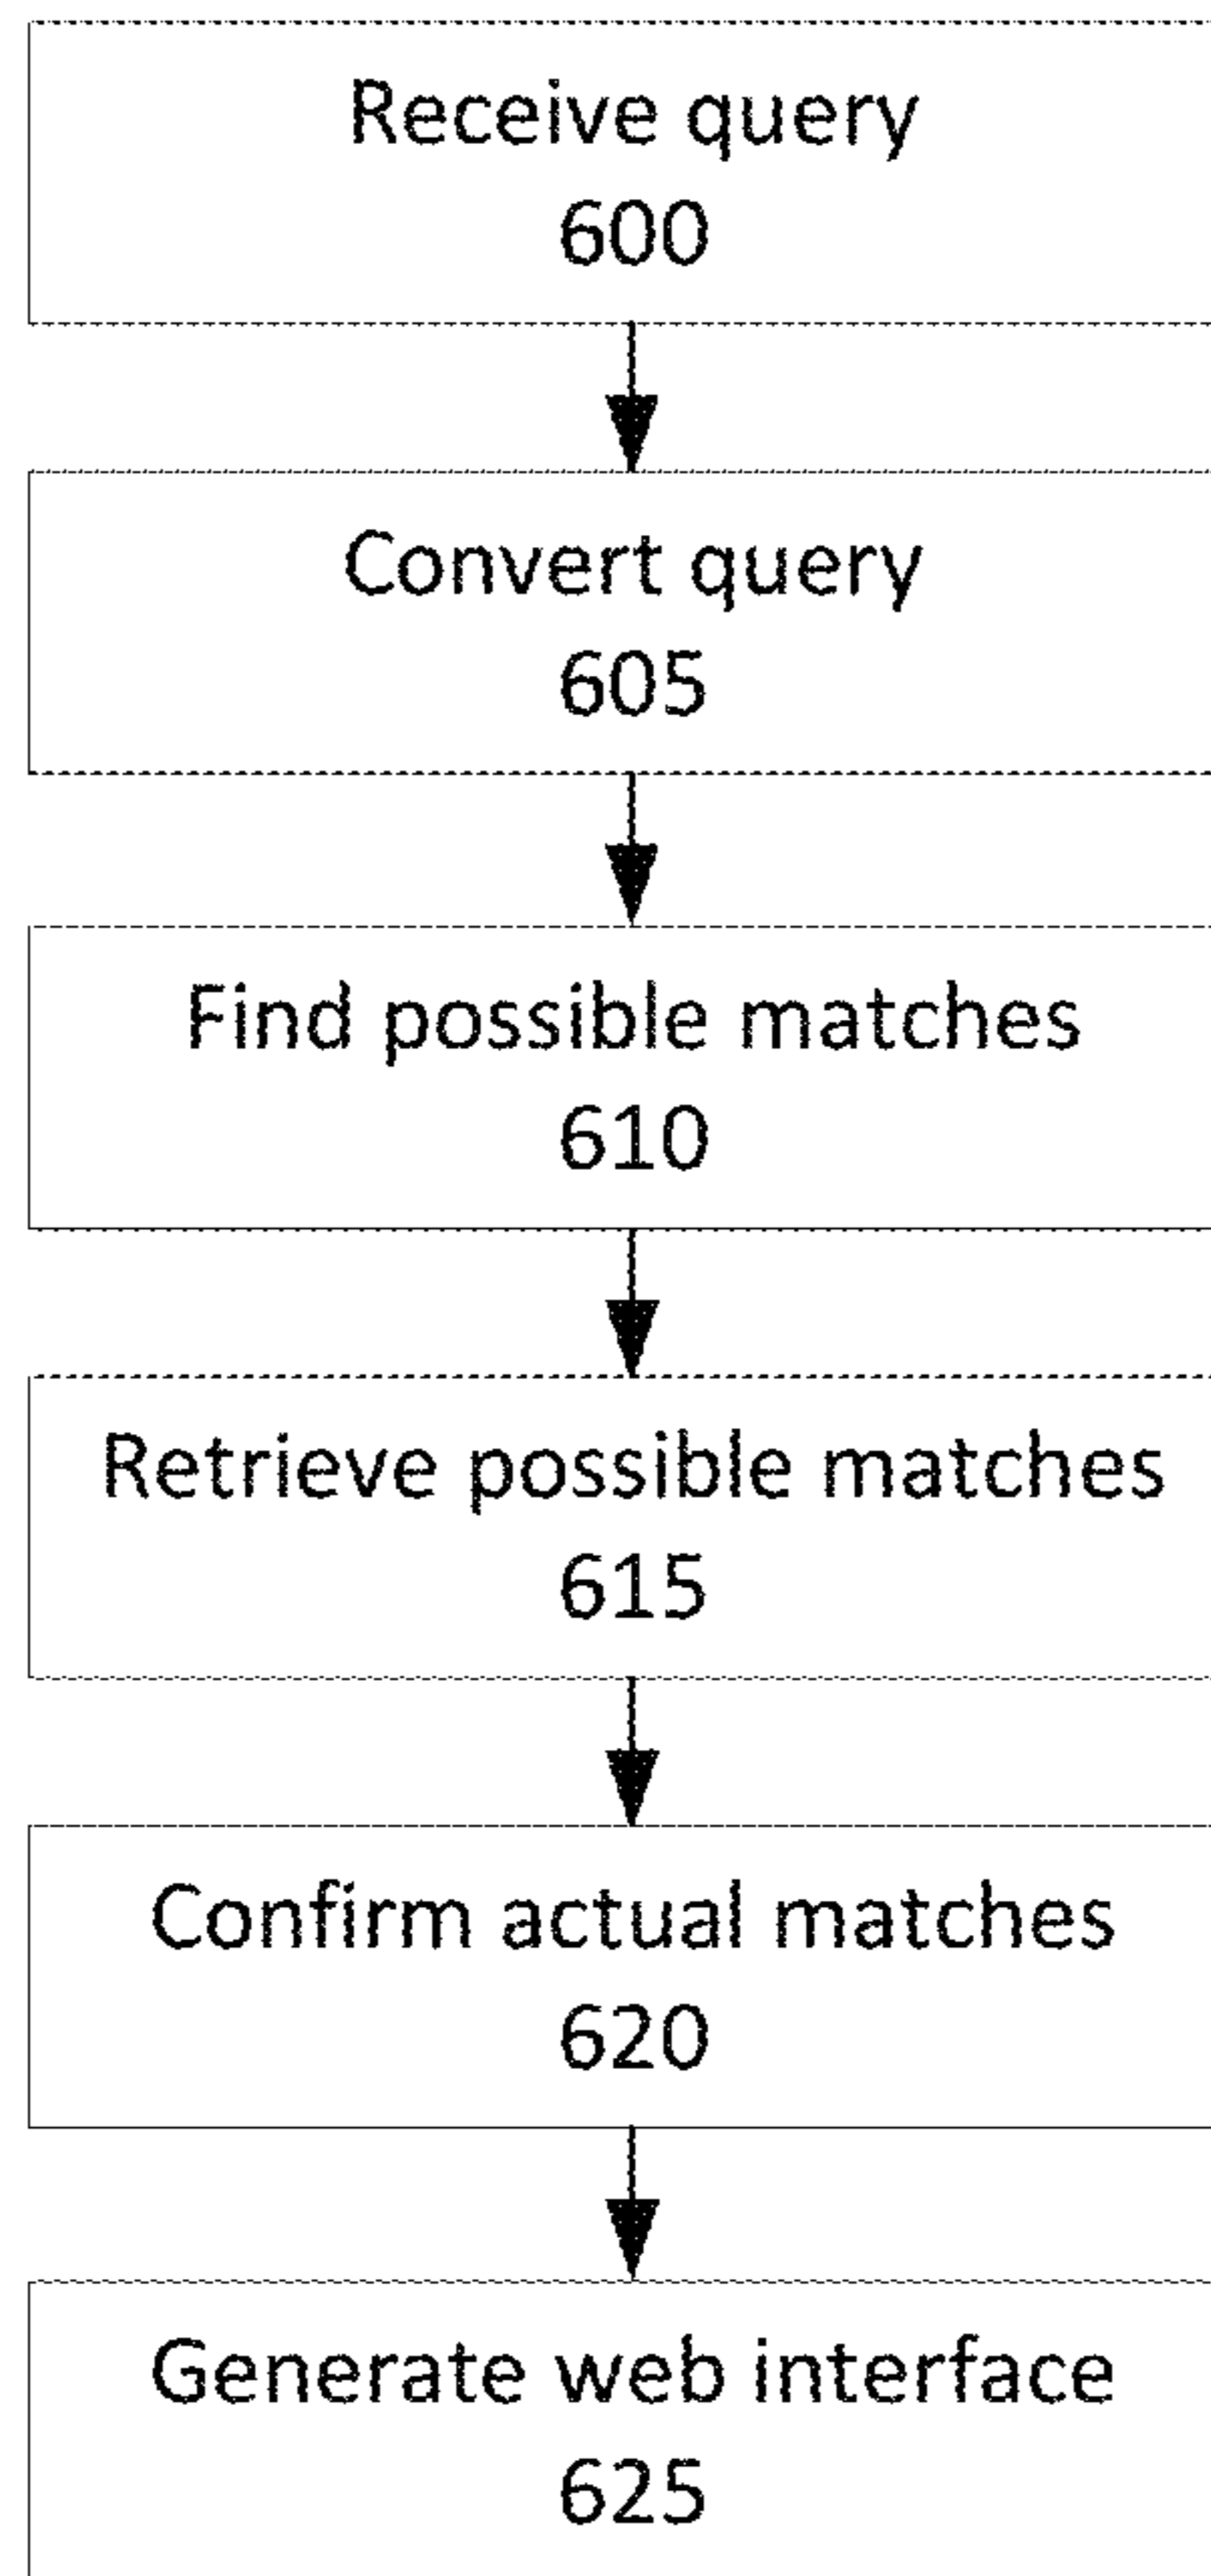 Receive query
600
Convert query
605
Find possible matches
610
Retrieve possible matches
615
Confirm actual matches
620
Generate web interface
625